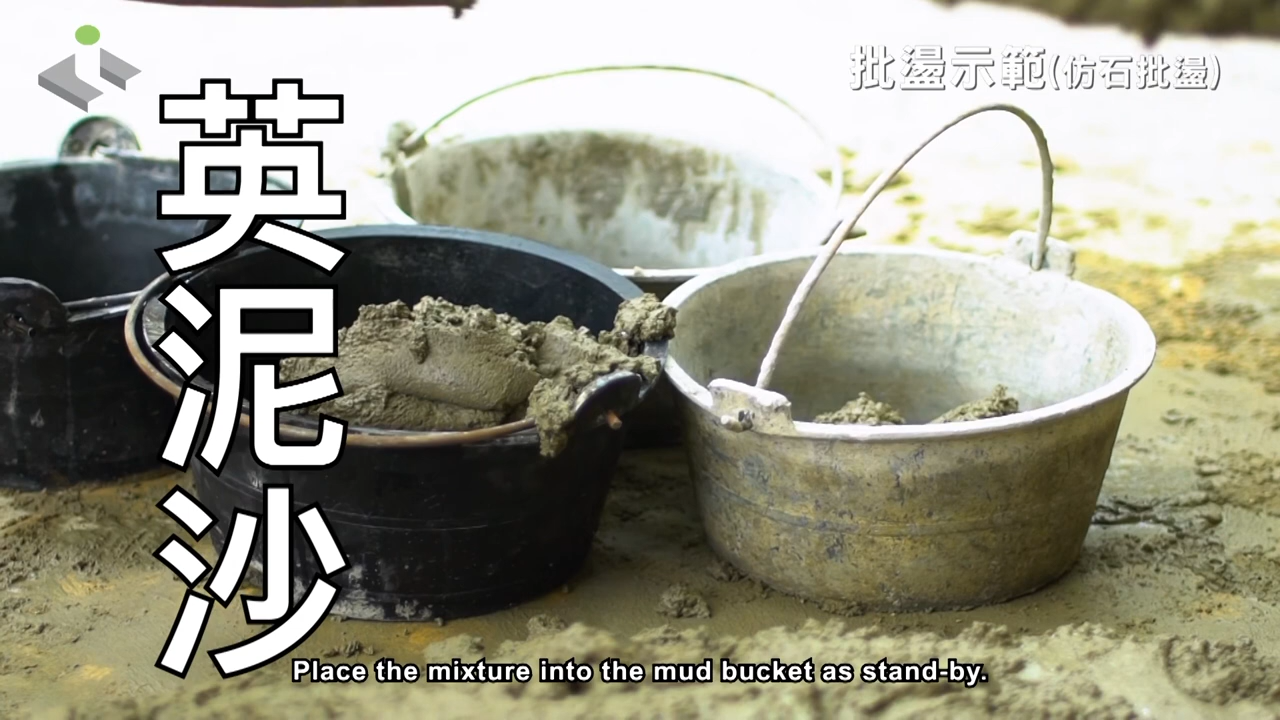 批盪示範(仿石批盪)
英泥沙
Place the mixture into the mud bucket as stand-by.